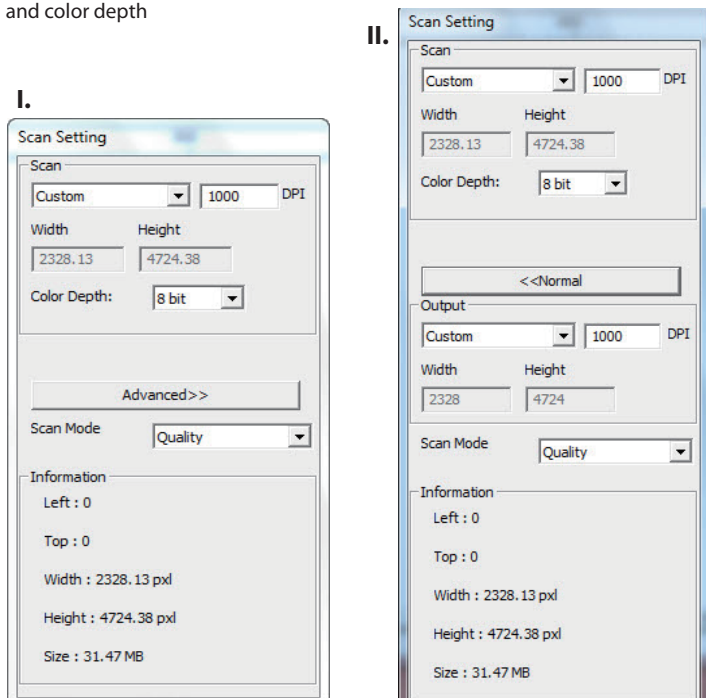 and color depth
I.
Scan Setting
Scan
Custom 1000 DPI
Width Height
2328.13 4724.38
Color Depth: 8 bit
Advanced>>
Scan Mode Quality
Information
Left : 0
Top : 0
Width : 2328.13 pxl
Height : 4724.38 pxl
Size : 31.47 MB
II.
Scan Setting
Scan
Custom 1000 DPI
Width Height
2328.13 4724.38
Color Depth: 8 bit
<<Normal
Output
Custom 1000 DPI
Width Height
2328 4724
Scan Mode Quality
Information
Left : 0
Top : 0
Width : 2328.13 pxl
Height : 4724.38 pxl
Size : 31.47 MB